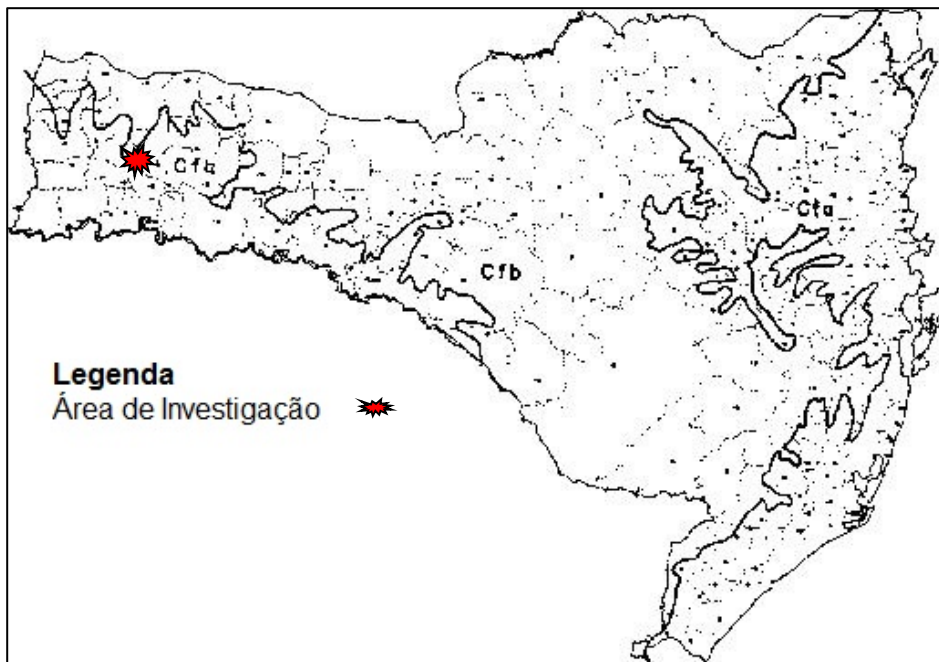 Cfa
Cfa
Cfb
Legenda
Área de Investigação